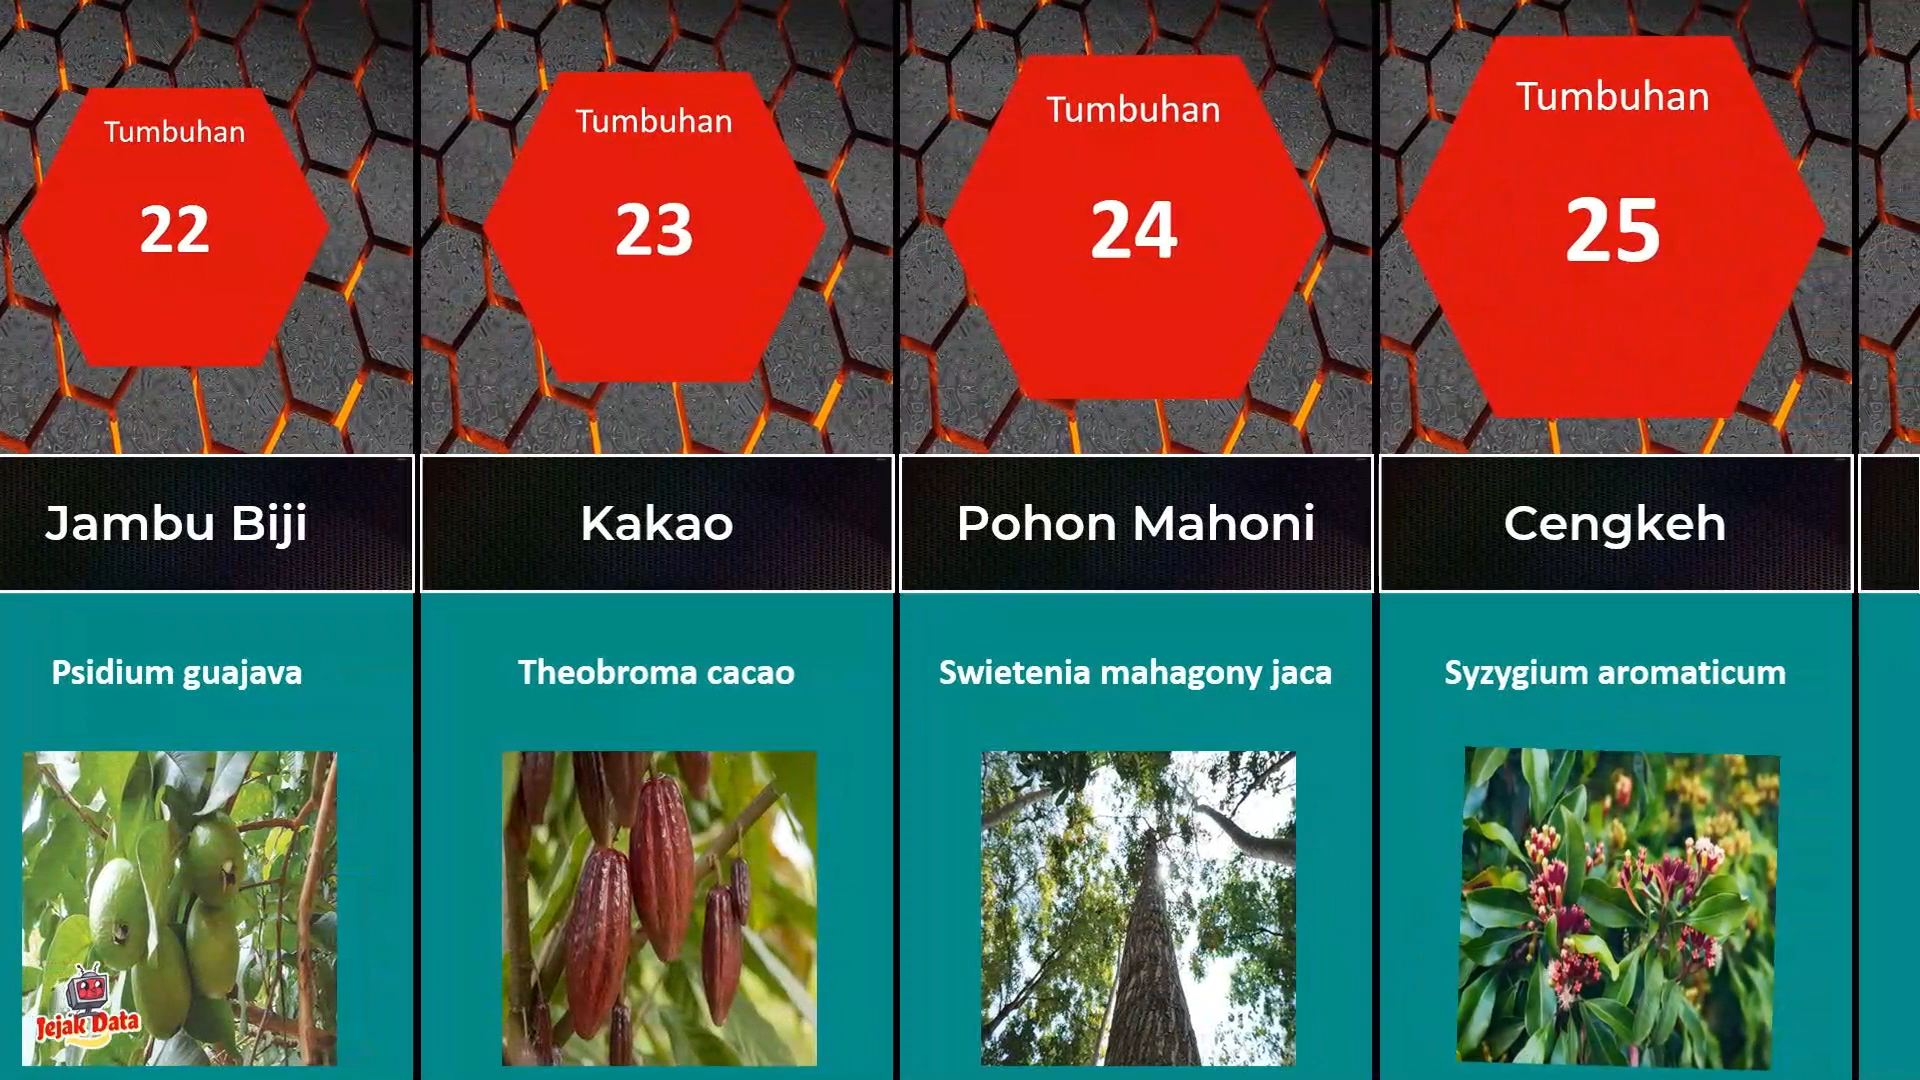 Tumbuhan
22
Jambu Biji
Psidium guajava
Jejak Data
Tumbuhan
23
Kakao
Theobroma cacao
Tumbuhan
24
Pohon Mahoni
Swietenia mahagony jaca
Tumbuhan
25
Cengkeh
Syzygium aromaticum